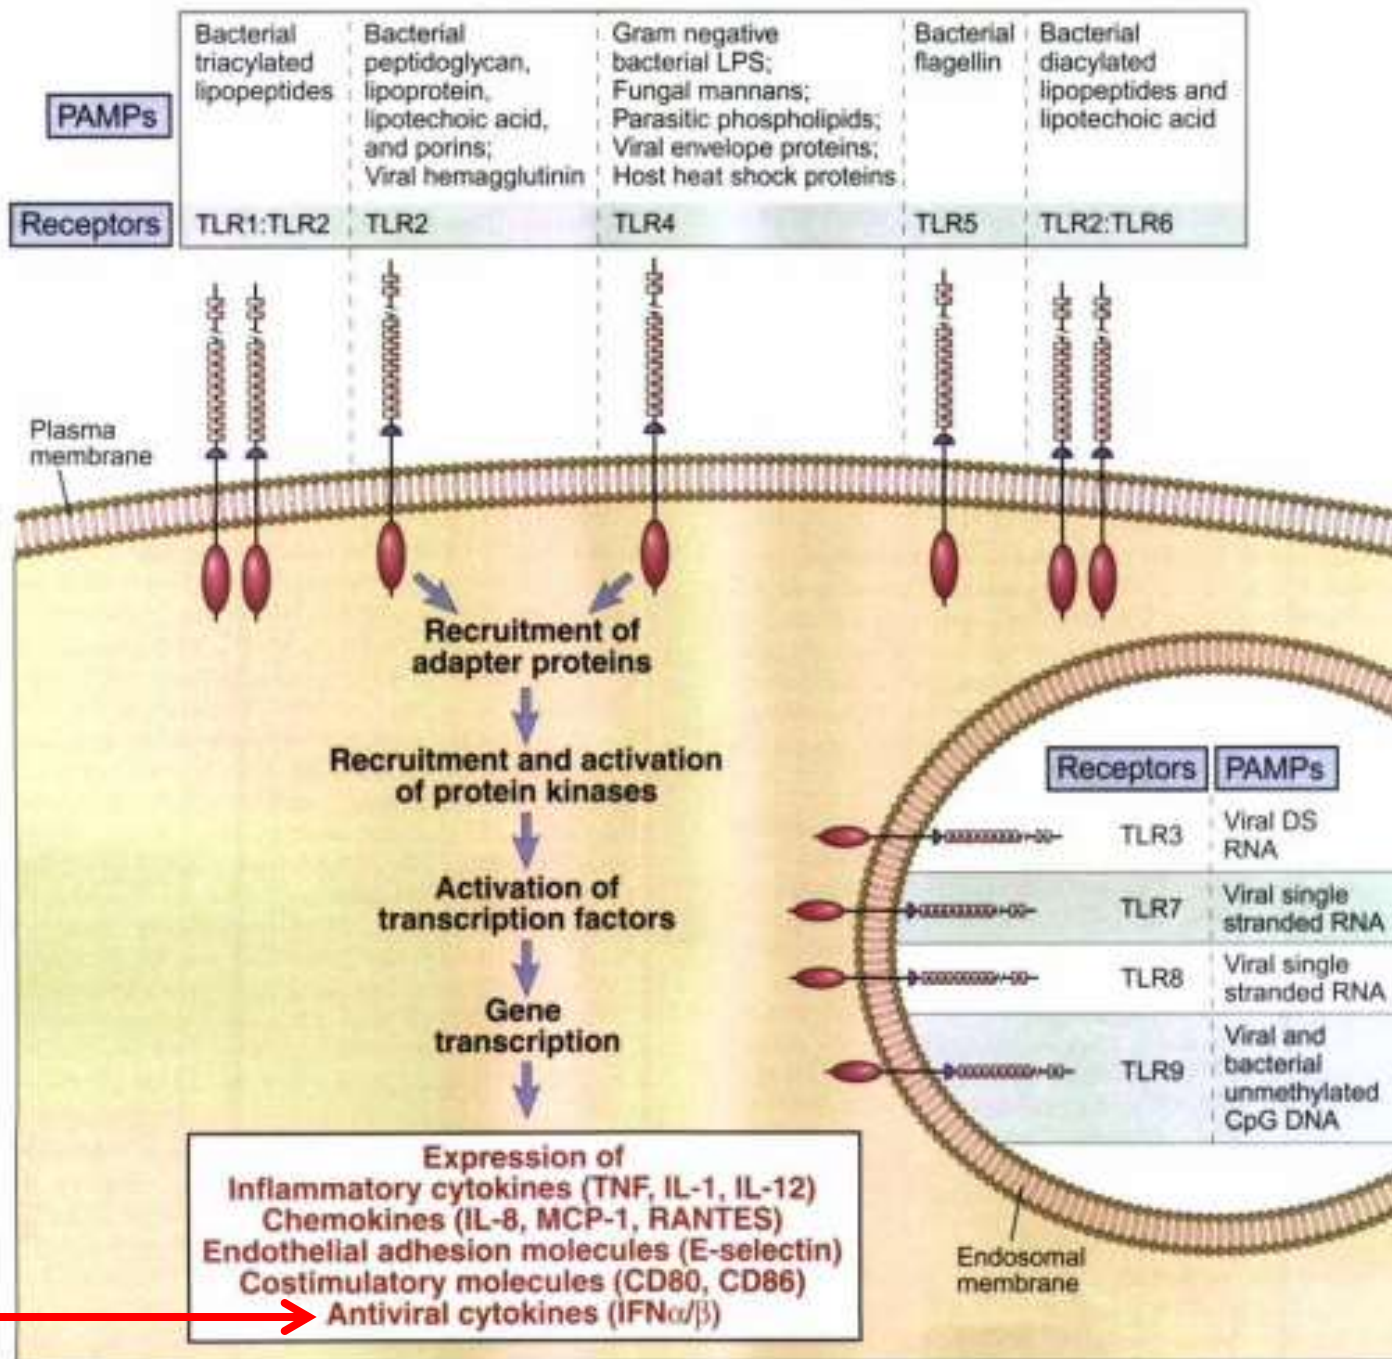 PAMPs
Bacterial
triacylated
lipopeptides
Bacterial
peptidoglycan,
lipoprotein,
lipotechoic acid,
and porins;
Viral hemagglutinin
Gram negative
bacterial LPS;
Fungal mannans;
Parasitic phospholipids;
Viral envelope proteins;
Host heat shock proteins
Bacterial
flagellin
Bacterial
diacylated
lipopeptides and
lipotechoic acid
Receptors
TLR1:TLR2
TLR2
TLR4
TLR5
TLR2:TLR6
Plasma
membrane
Recruitment of
adapter proteins
Recruitment and activation
of protein kinases
Activation of
transcription factors
Gene
transcription
Expression of
Inflammatory cytokines (TNF, IL-1, IL-12)
Chemokines (IL-8, MCP-1, RANTES)
Endothelial adhesion molecules (E-selectin)
Costimulatory molecules (CD80, CD86)
Antiviral cytokines (IFNα/β)
Receptors
PAMPs
TLR3
Viral DS
RNA
TLR7
Viral single
stranded RNA
TLR8
Viral single
stranded RNA
TLR9
Viral and
bacterial
unmethylated
CpG DNA
Endosomal
membrane